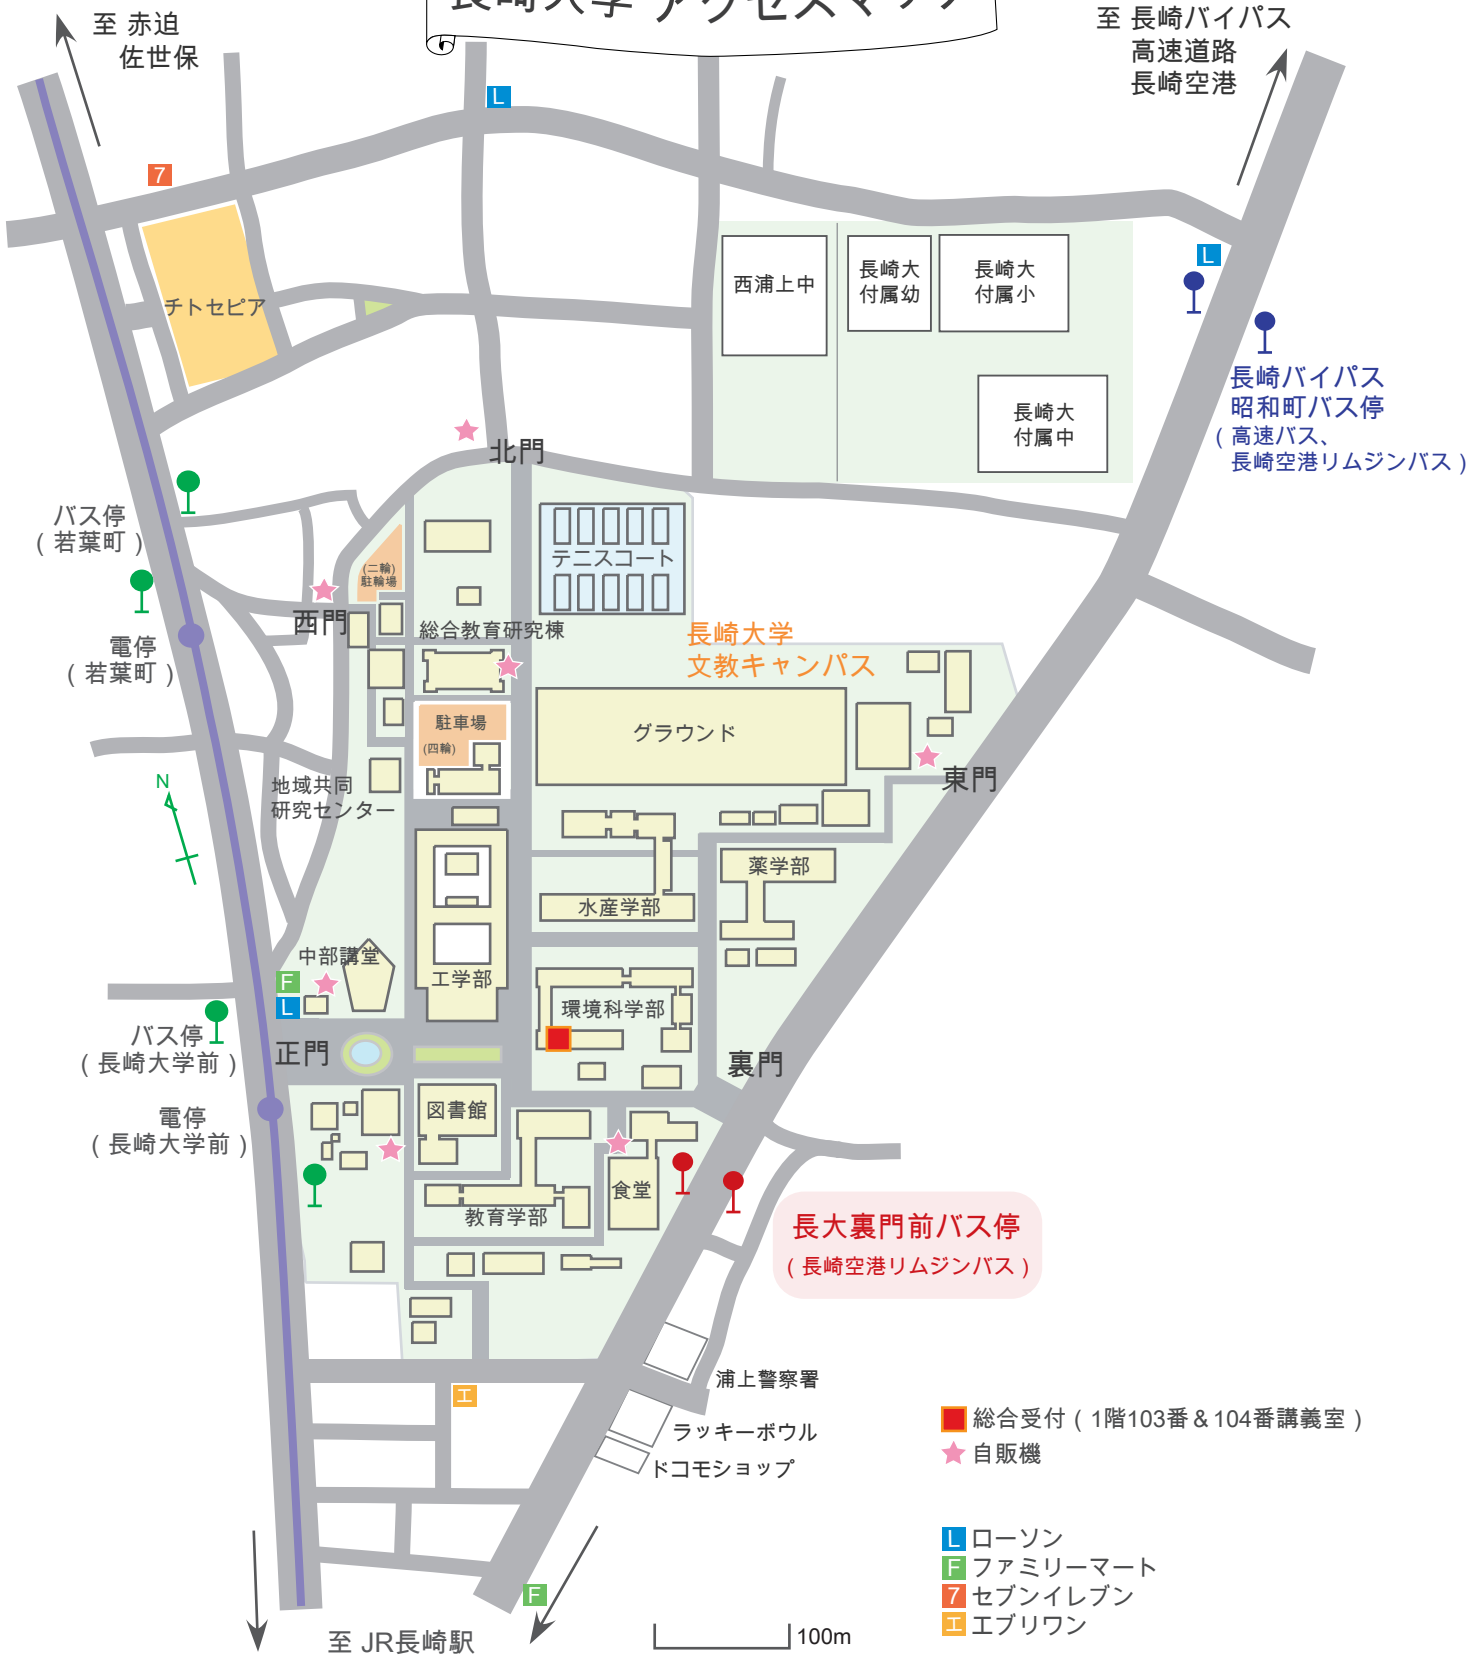 長崎大学 アクセスマップ
至 赤迫
佐世保
至 長崎バイパス
高速道路
長崎空港
L
7
チトセピア
西浦上中
長崎大
付属幼
長崎大
付属小
長崎大
付属中
L
長崎バイパス
昭和町バス停
(高速バス、
長崎空港リムジンバス)
北門
バス停
(若葉町)
電停
(若葉町)
(二輪)
駐輪場
西門
テニスコート
総合教育研究棟
長崎大学
文教キャンパス
駐車場
(四輪)
グラウンド
東門
N
地域共同
研究センター
薬学部
水産学部
中部講堂
F
L
工学部
環境科学部
バス停
(長崎大学前)
正門
裏門
電停
(長崎大学前)
図書館
教育学部
食堂
長大裏門前バス停
(長崎空港リムジンバス)
浦上警察署
ラッキーボウル
ドコモショップ
エ
F
至 JR長崎駅
100m
総合受付(1階103番&104番講義室)
自販機
L ローソン
F ファミリーマート
7 セブンイレブン
エ エブリワン